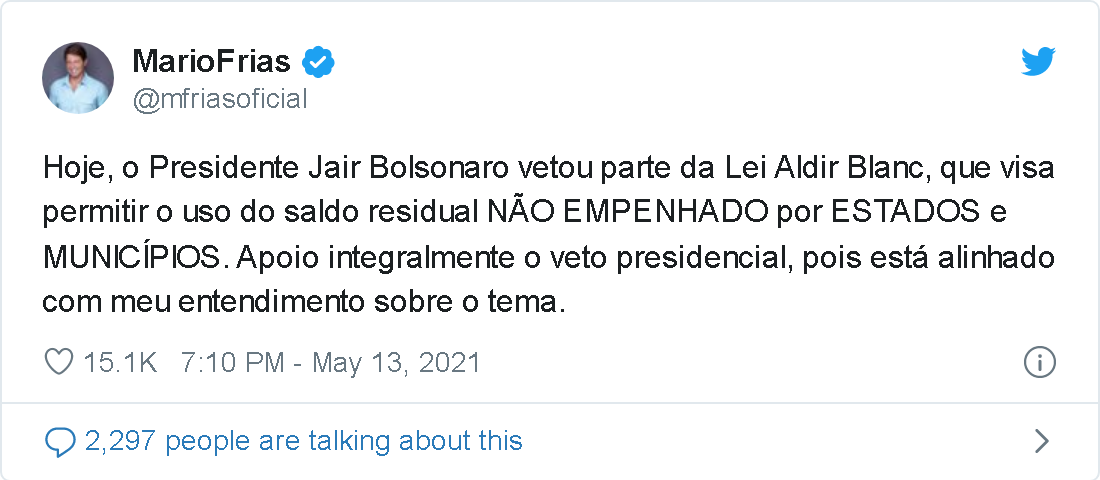 MarioFrias
@mfriasoficial
Hoje, o Presidente Jair Bolsonaro vetou parte da Lei Aldir Blanc, que visa
permitir o uso do saldo residual NÃO EMPENHADO por ESTADOS e
MUNICÍPIOS. Apoio integralmente o veto presidencial, pois está alinhado
com meu entendimento sobre o tema.
15.1K 7:10 PM - May 13, 2021
2,297 people are talking about this